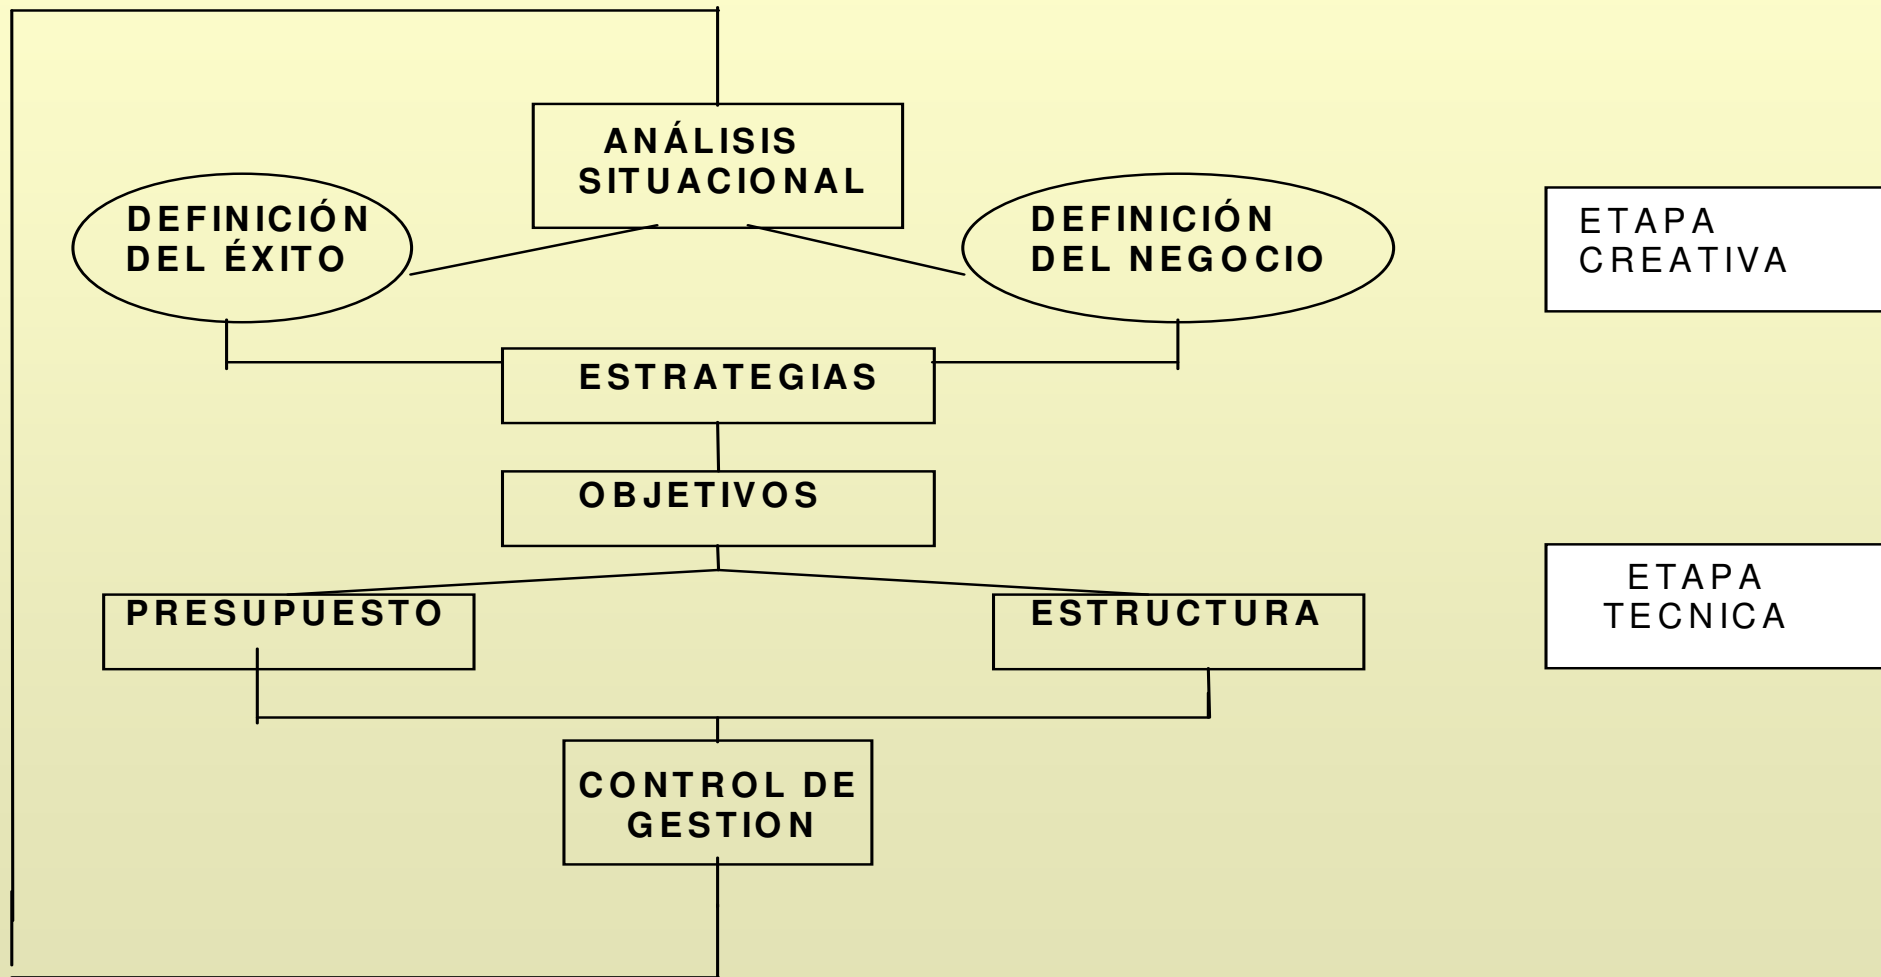 ANÁLISIS
SITUACIONAL
DEFINICIÓN
DEL ÉXITO
DEFINICIÓN
DEL NEGOCIO
ETAPA
CREATIVA
ESTRATEGIAS
OBJETIVOS
PRESUPUESTO
ESTRUCTURA
ETAPA
TECNICA
CONTROL DE
GESTION